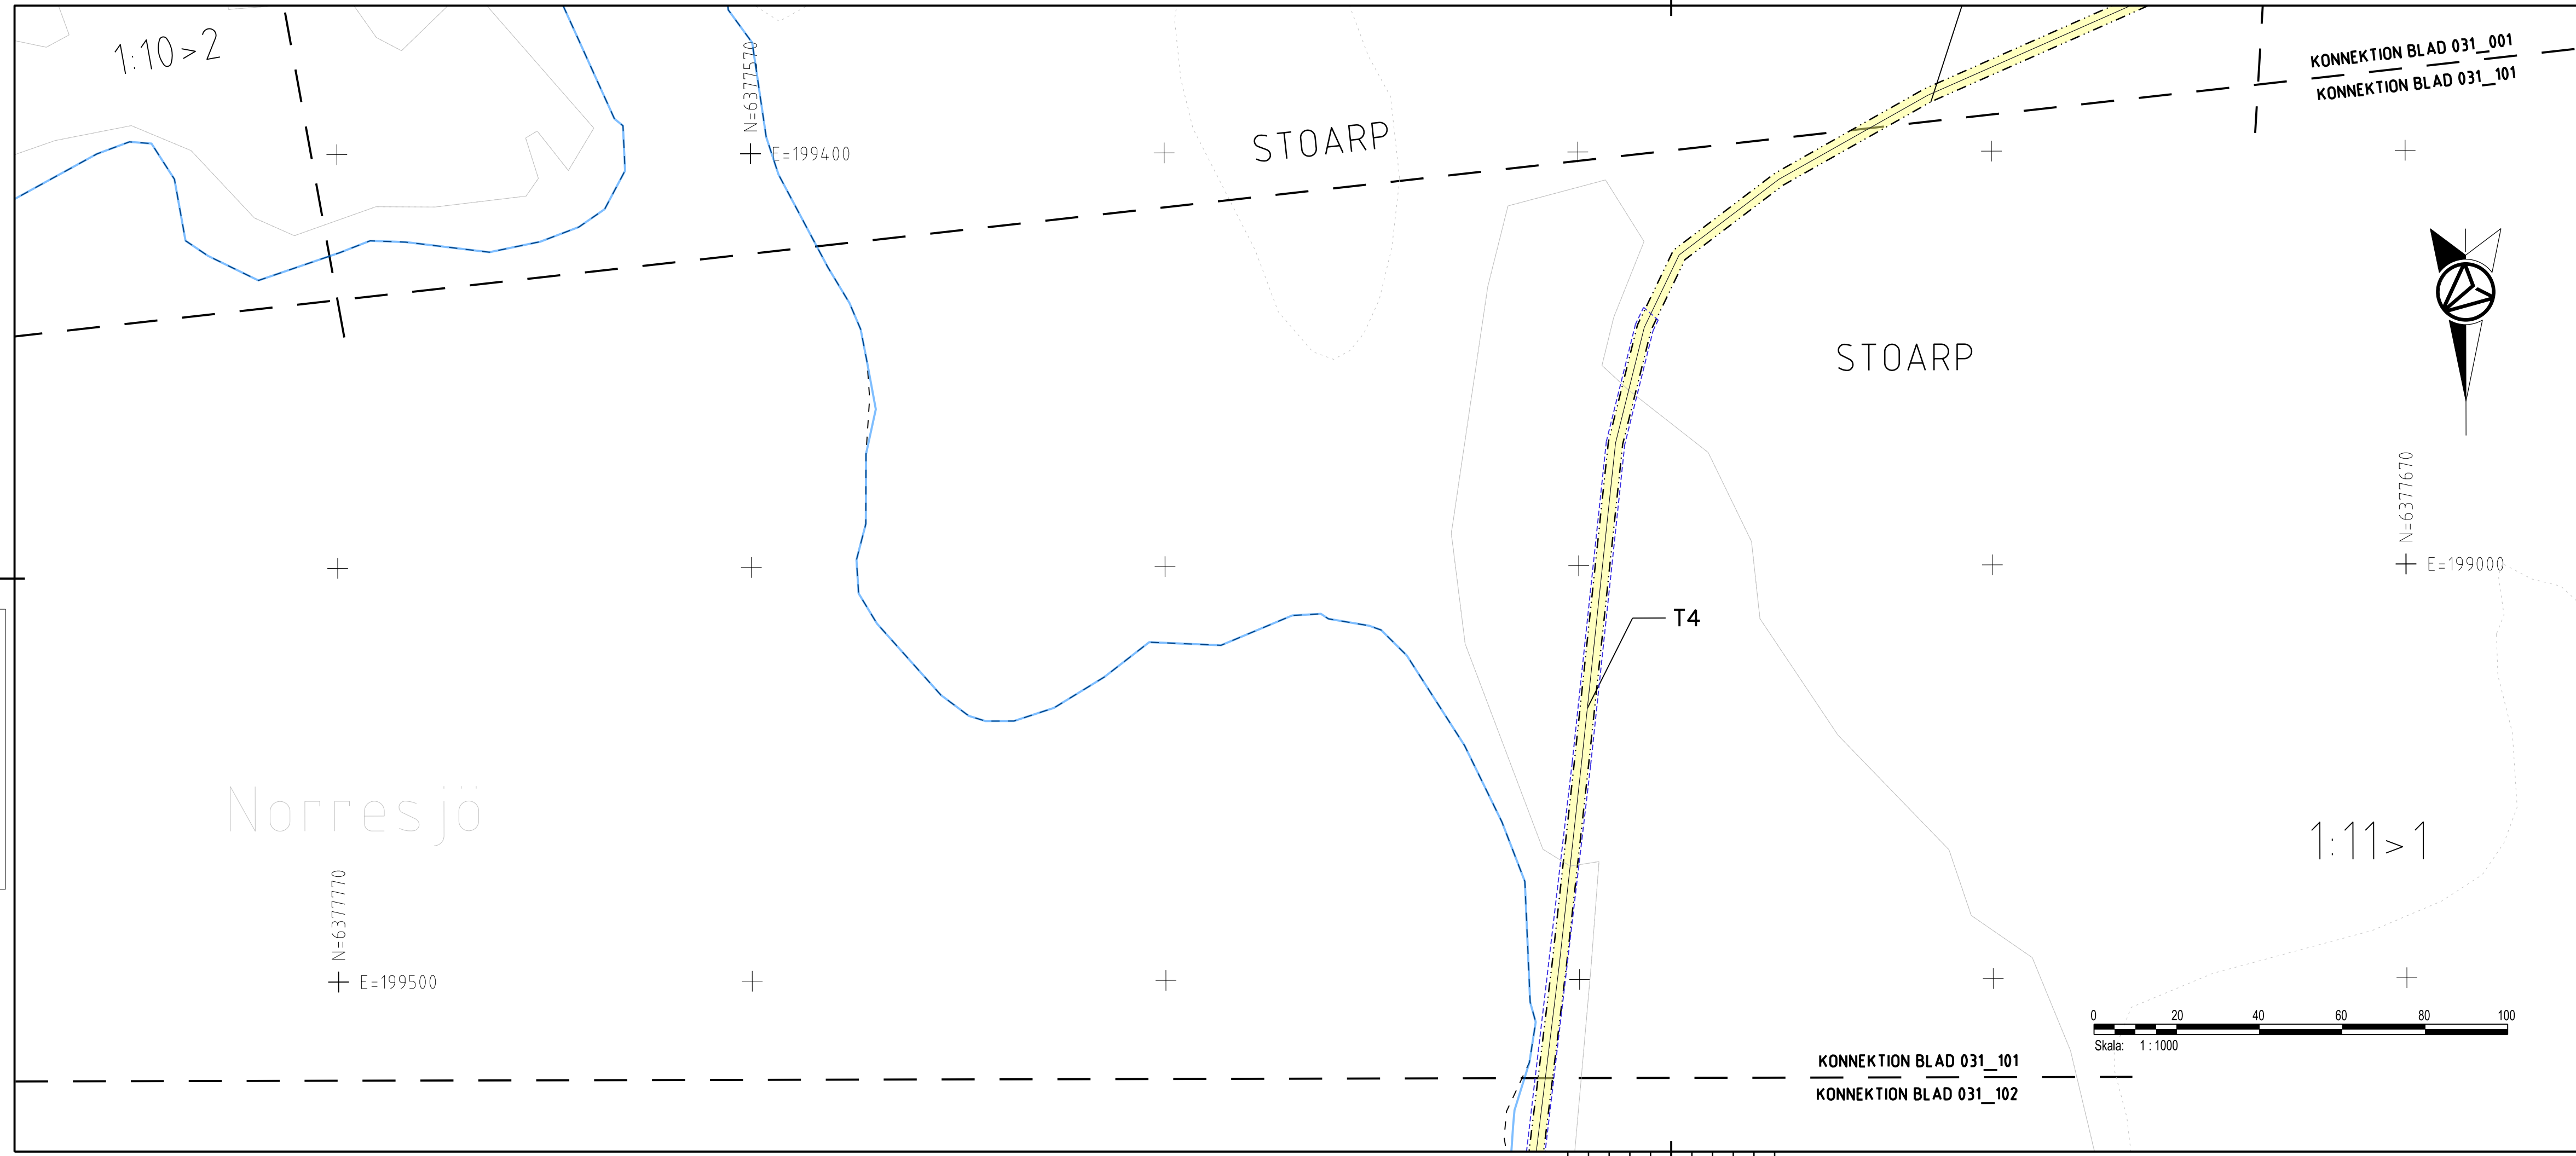 1:10>2
N=6377570
E=199400
STOARP
KONNEKTION BLAD 031_001
KONNEKTION BLAD 031_101
STOARP
N=6377670
E=199000
T4
Norresjö
1:11>1
N=6377770
E=199500
0 20 40 60 80 100
Skala: 1 : 1000
KONNEKTION BLAD 031_101
KONNEKTION BLAD 031_102